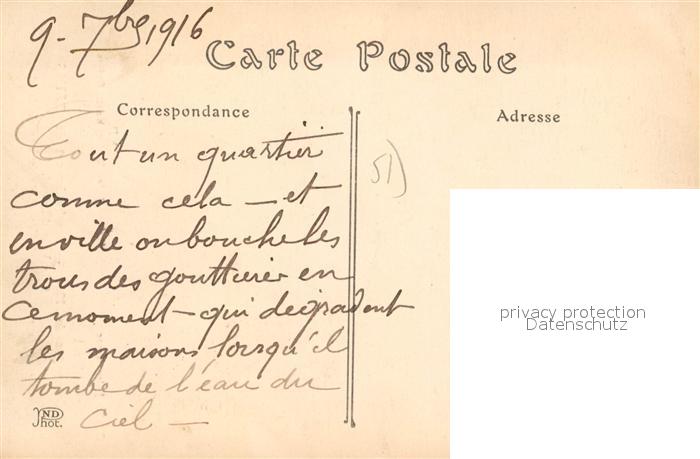 9 - 7bre 1916
Carte Postale
Correspondance
Adresse
Tout un quartier
comme cela - et
en ville on bouche les
trous des gouttieres en
ce moment - qui degradent
les maisons lorsqu'il
tombe de l'eau du
ciel -
51)
ND
Phot.
privacy protection
Datenschutz